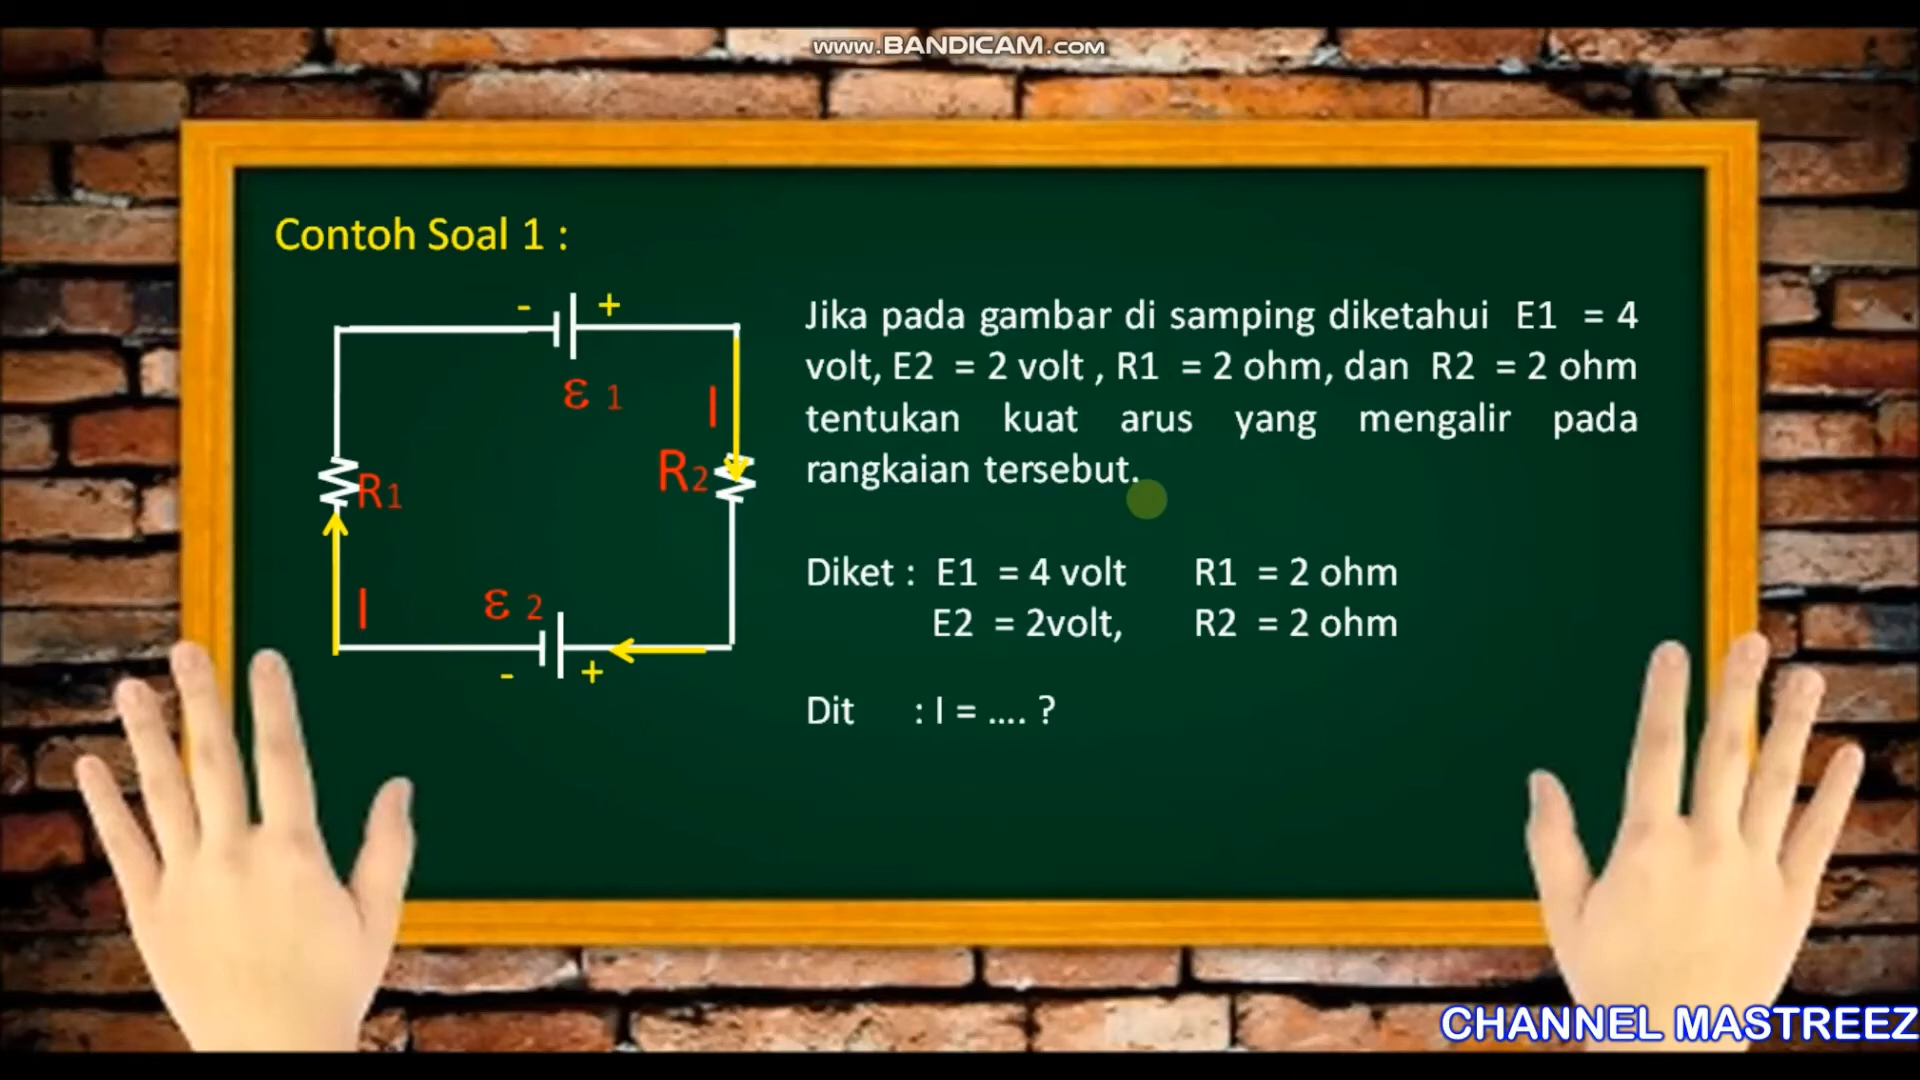 www.BANDICAM.com
Contoh Soal 1 :
- +
ε 1
I
R1
R2
I
ε 2
- +
Jika pada gambar di samping diketahui E1 = 4
volt, E2 = 2 volt , R1 = 2 ohm, dan R2 = 2 ohm
tentukan kuat arus yang mengalir pada
rangkaian tersebut.
Diket : E1 = 4 volt R1 = 2 ohm
E2 = 2volt, R2 = 2 ohm
Dit : I = .... ?
CHANNEL MASTREEZ